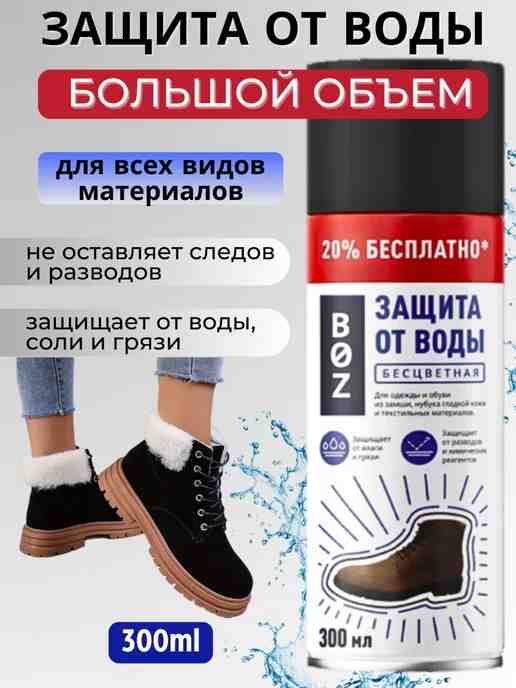 ЗАЩИТА ОТ ВОДЫ
БОЛЬШОЙ ОБЪЕМ
для всех видов
материалов
не оставляет следов
и разводов
защищает от воды,
соли и грязи
20% БЕСПЛАТНО*
BØZ
ЗАЩИТА
ОТ ВОДЫ
БЕСЦВЕТНАЯ
Для одежды и обуви
из замши, нубука гладкой кожи
и текстильных материалов.
Защищает
от влаги
и грязи
Защищает
от разводов
и химических
реагентов
300 мл
300ml